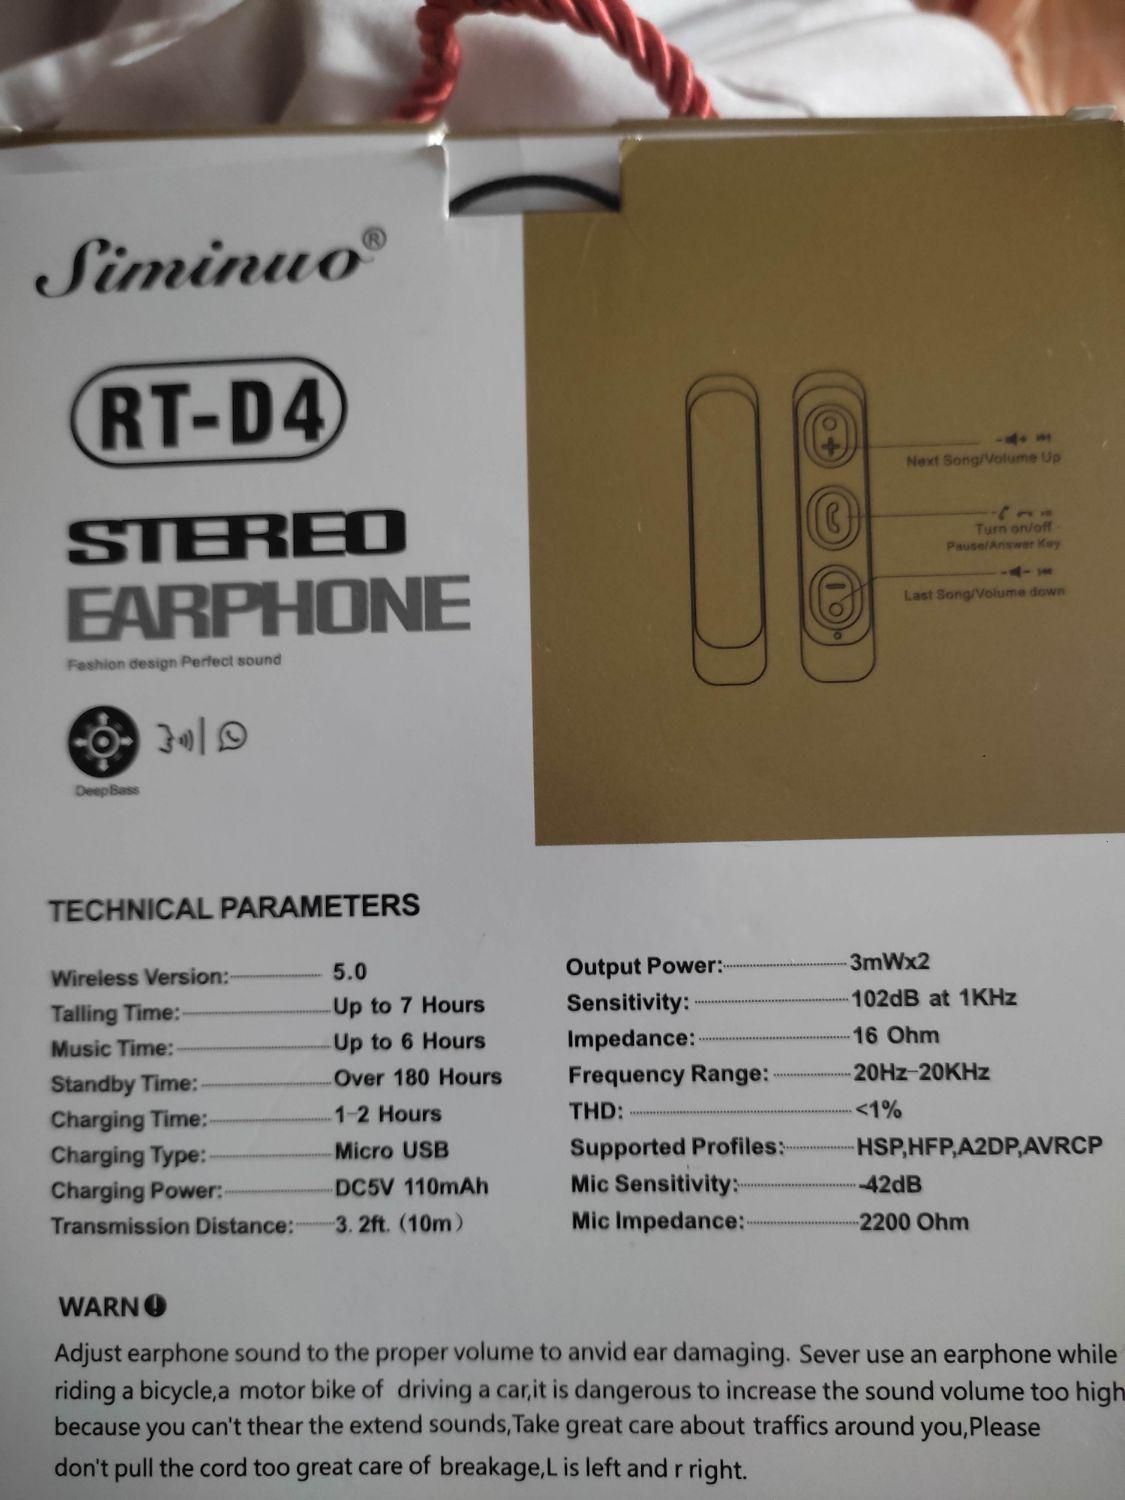 Siminuo®
RT-D4
STEREO
EARPHONE
Fashion design Perfect sound
DeepBass
Next Song/Volume Up
Turn on/off
Pause/Answer Key
Last Song/Volume down
TECHNICAL PARAMETERS
Wireless Version: 5.0
Talling Time: Up to 7 Hours
Music Time: Up to 6 Hours
Standby Time: Over 180 Hours
Charging Time: 1-2 Hours
Charging Type: Micro USB
Charging Power: DC5V 110mAh
Transmission Distance: 3. 2ft. (10m)
Output Power: 3mWx2
Sensitivity: 102dB at 1KHz
Impedance: 16 Ohm
Frequency Range: 20Hz-20KHz
THD: <1%
Supported Profiles: HSP,HFP,A2DP,AVRCP
Mic Sensitivity: -42dB
Mic Impedance: 2200 Ohm
WARN!
Adjust earphone sound to the proper volume to anvid ear damaging. Sever use an earphone while
riding a bicycle,a motor bike of driving a car,it is dangerous to increase the sound volume too high
because you can't thear the extend sounds,Take great care about traffics around you,Please
don't pull the cord too great care of breakage,L is left and r right.